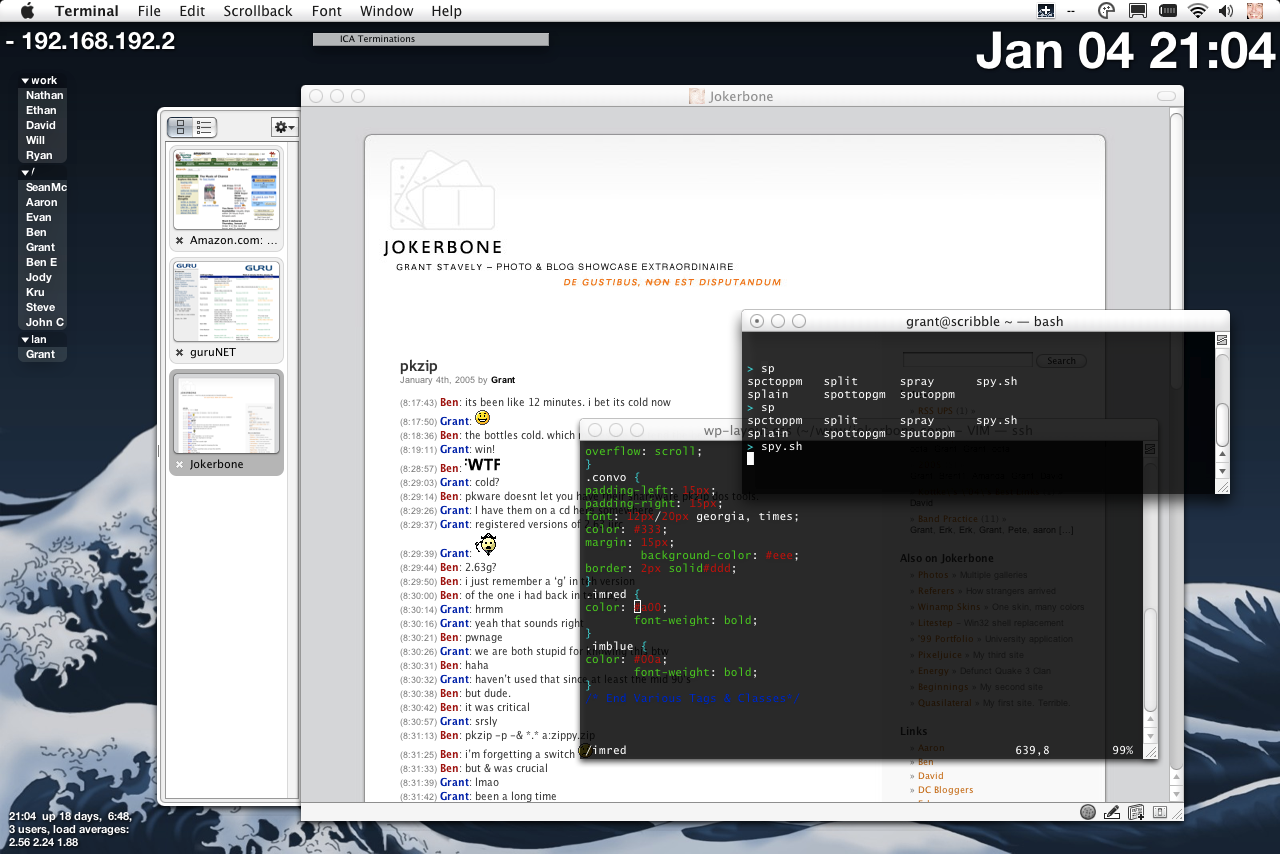 Terminal File Edit Scrollback Font Window Help
- 192.168.192.2
ICA Terminations
Jan 04 21:04
work
Nathan
Ethan
David
Will
Ryan
/
SeanMc
Aaron
Evan
Ben
Grant
Ben E
Jody
Kru
Steve
John C
lan
Grant
Amazon.com: ...
GURU
guruNET
Jokerbone
Jokerbone
JOKERBONE
GRANT STAVELY – PHOTO & BLOG SHOWCASE EXTRAORDINAIRE
DE GUSTIBUS, NON EST DISPUTANDUM
pkzip
January 4th, 2005 by Grant
(8:17:43) Ben: its been like 12 minutes. i bet its cold now
(8:17:50) Grant:
(8:18:36) Ben: the bottles cold. which
(8:19:11) Grant: win!
(8:28:57) Ben: WTF
(8:29:03) Grant: cold?
(8:29:14) Ben: pkware doesnt let you
(8:29:26) Grant: I have them on a cd
(8:29:37) Grant: registered versions of
(8:29:39) Grant:
(8:29:44) Ben: 2.63g?
(8:29:50) Ben: i just remember a 'g' in teh version
(8:30:00) Ben: of the one i had back in
(8:30:14) Grant: hrmm
(8:30:16) Grant: yeah that sounds right
(8:30:21) Ben: pwnage
(8:30:26) Grant: we are both stupid for btw
(8:30:31) Ben: haha
(8:30:32) Grant: haven't used that since at least the mid 90's
(8:30:38) Ben: but dude.
(8:30:42) Ben: it was critical
(8:30:57) Grant: srsly
(8:31:13) Ben: pkzip -p -& *.* a:zippy.zip
(8:31:25) Ben: i'm forgetting a switch
(8:31:33) Ben: but & was crucial
(8:31:39) Grant: lmao
(8:31:42) Grant: been a long time
Search
grant@scribble ~ — bash
> sp
spctoppm split spray spy.sh
splain spottopgm sputoppm
> sp
spctoppm split spray spy.sh
splain spottopgm sputoppm
> spy.sh
VIM — ssh
overflow: scroll;
}
.convo {
padding-left: 15px;
padding-right: 15px;
font: 12px/20px georgia, times;
color: #333;
margin: 15px;
background-color: #eee;
border: 2px solid#ddd;
}
.imred {
color: #a00;
font-weight: bold;
}
.imblue {
color: #00a;
font-weight: bold;
}
/* End Various Tags & Classes*/
/imred 639,8 99%
David
» Band Practice (11) »
Grant, Erk, Erk, Grant, Pete, aaron [...]
Also on Jokerbone
» Photos » Multiple galleries
» Referers » How strangers arrived
» Winamp Skins » One skin, many colors
» Litestep – Win32 shell replacement
» '99 Portfolio » University application
» Pixeljuice » My html site
» Energy » Defunct Quake 3 Clan
» Beginnings » My second site
» Quasilateral » My first site. Terrible.
Links
» Aaron
» Ben
» David
» DC Bloggers
21:04 up 18 days, 6:48,
3 users, load averages:
2.56 2.24 1.88